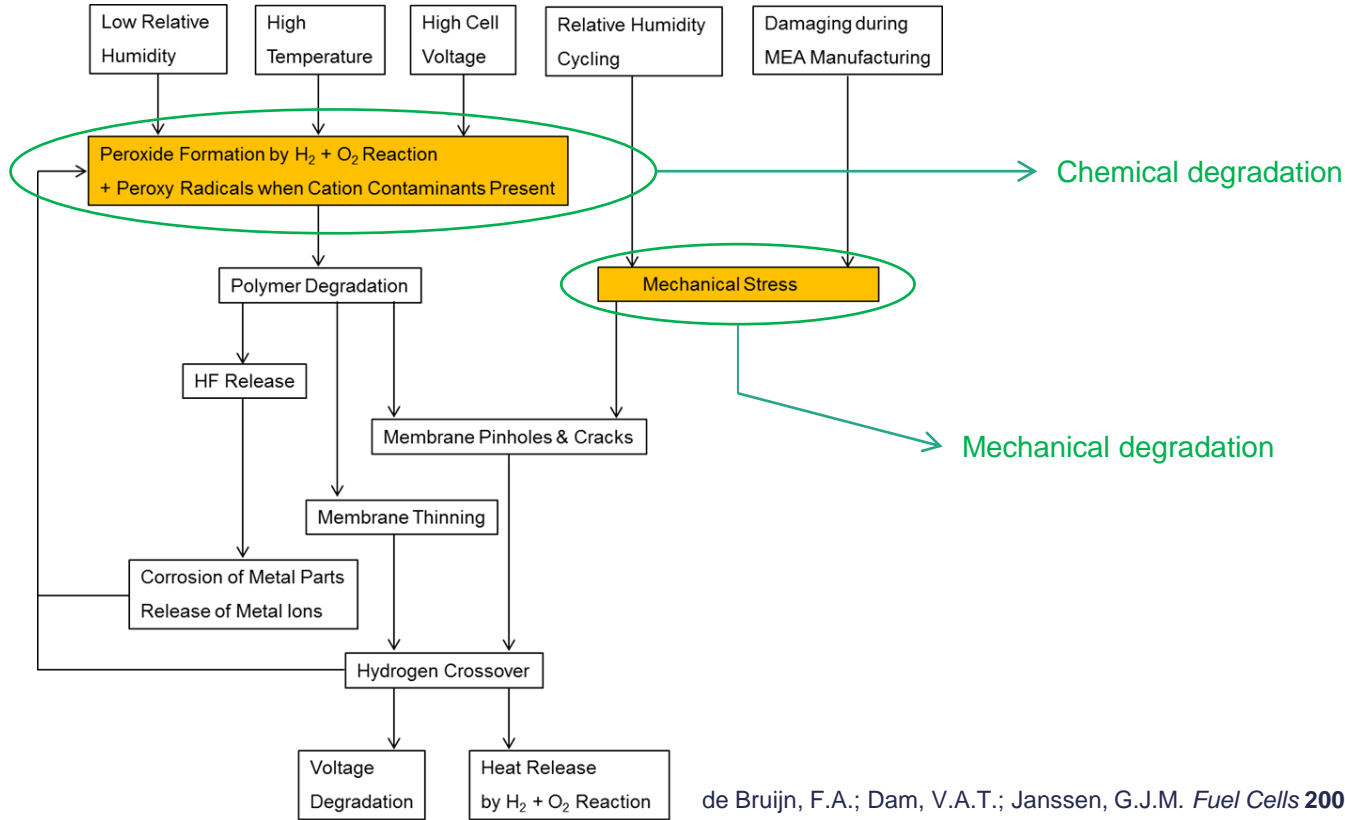 Low Relative
Humidity
High
Temperature
High Cell
Voltage
Relative Humidity
Cycling
Damaging during
MEA Manufacturing
Peroxide Formation by H₂ + O₂ Reaction
+ Peroxy Radicals when Cation Contaminants Present
Chemical degradation
Polymer Degradation
Mechanical Stress
HF Release
Membrane Pinholes & Cracks
Mechanical degradation
Membrane Thinning
Corrosion of Metal Parts
Release of Metal Ions
Hydrogen Crossover
Voltage
Degradation
Heat Release
by H₂ + O₂ Reaction
de Bruijn, F.A.; Dam, V.A.T.; Janssen, G.J.M. Fuel Cells 200